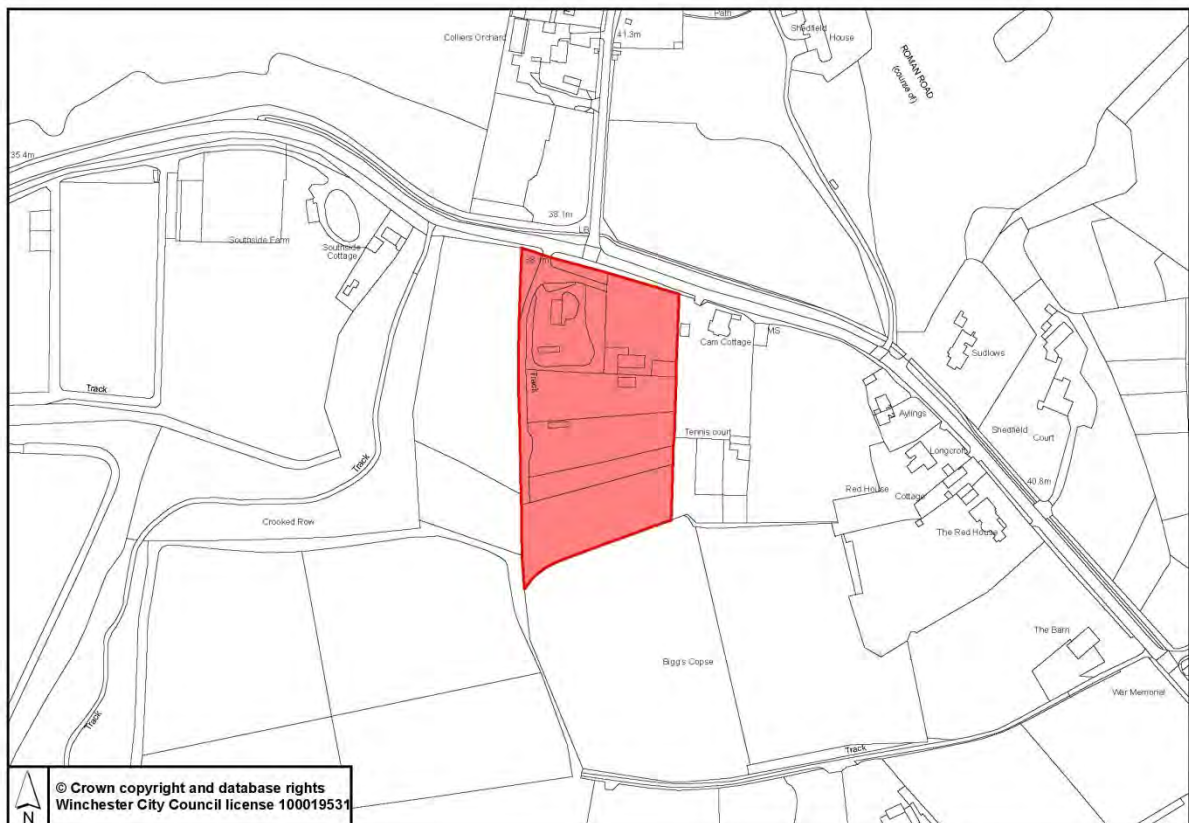 Path
Shedfield
House
41.3m
Colliers Orchard
ROMAN ROAD
(course of)
35.4m
38.1m
LB
Southside Farm
Southside
Cottage
Cam Cottage
MS
Sudlows
Track
Track
Aylings
Shedfield
Court
Tennis court
Longcroft
40.8m
Track
Red House
Cottage
Crooked Row
The Red House
The Barn
Bigg's Copse
War Memorial
Track
Track
© Crown copyright and database rights
Winchester City Council license 100019531
N